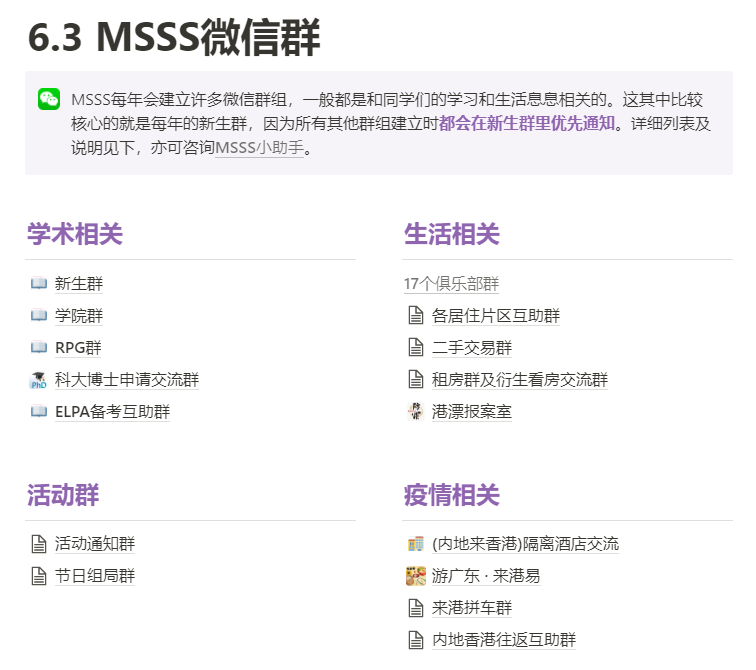 6.3 MSSS微信群
MSSS每年会建立许多微信群组，一般都是和同学们的学习和生活息息相关的。这其中比较
核心的就是每年的新生群，因为所有其他群组建立时都会在新生群里优先通知。详细列表及
说明见下，亦可咨询MSSS小助手。
学术相关
新生群
学院群
RPG群
PhD
科大博士申请交流群
ELPA备考互助群
生活相关
17个俱乐部群
各居住片区互助群
二手交易群
租房群及衍生看房交流群
港漂报案室
活动群
活动通知群
节日组局群
疫情相关
(内地来香港)隔离酒店交流
游广东 · 来港易
来港拼车群
内地香港往返互助群